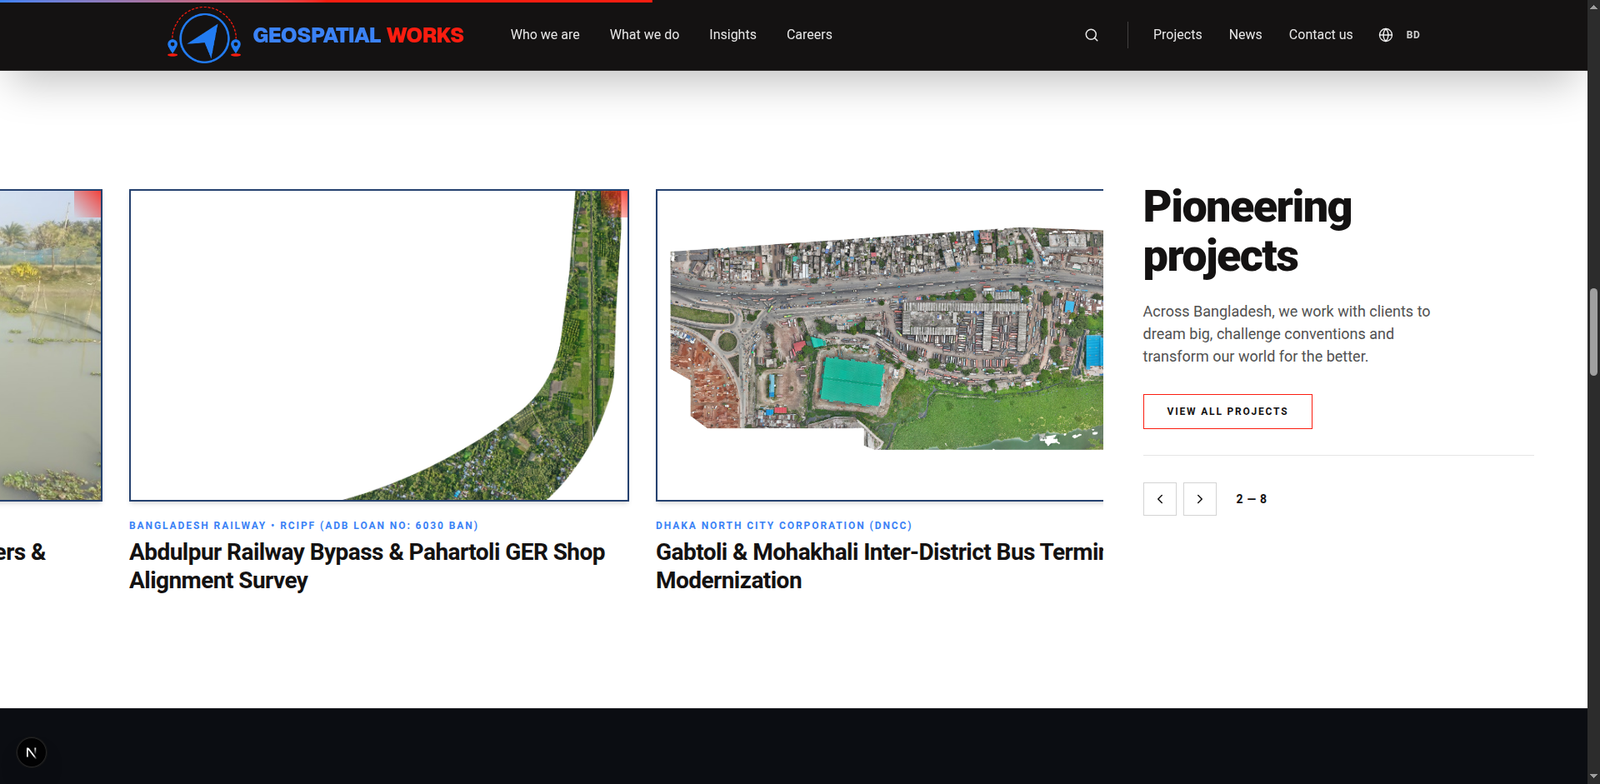 GEOSPATIAL WORKS
Who we are
What we do
Insights
Careers
Projects
News
Contact us
BD
ers &
BANGLADESH RAILWAY • RCIPF (ADB LOAN NO: 6030 BAN)
Abdulpur Railway Bypass & Pahartoli GER Shop
Alignment Survey
DHAKA NORTH CITY CORPORATION (DNCC)
Gabtoli & Mohakhali Inter-District Bus Termin
Modernization
Pioneering
projects
Across Bangladesh, we work with clients to
dream big, challenge conventions and
transform our world for the better.
VIEW ALL PROJECTS
2 — 8
N